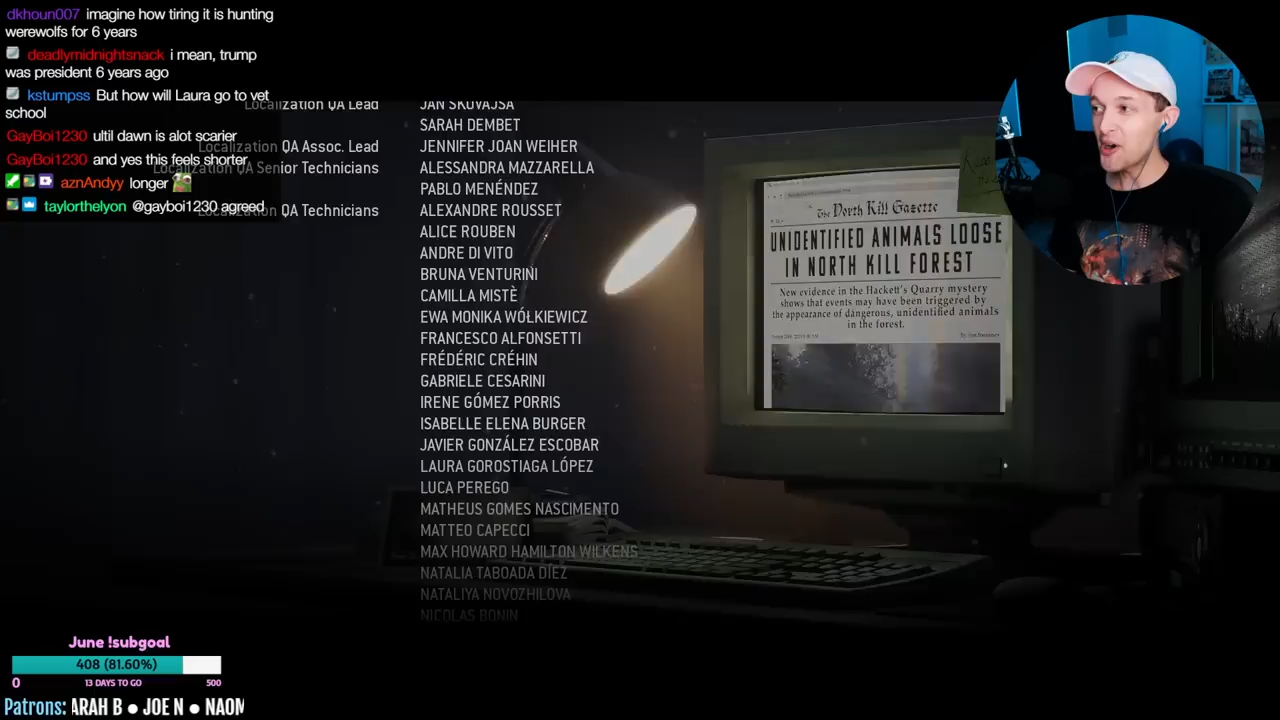 dkhoun007 imagine how tiring it is hunting
werewolfs for 6 years
deadlymidnightsnack i mean, trump
was president 6 years ago
kstumpss But how will Laura go to vet
school
GayBoi1230 ultil dawn is alot scarier
GayBoi1230 and yes this feels shorter
aznAndyy longer
taylorthelyon @gayboi1230 agreed
Localization QA Lead JAN SKOVAJSA
SARAH DEMBET
Localization QA Assoc. Lead JENNIFER JOAN WEIHER
Localization QA Senior Technicians ALESSANDRA MAZZARELLA
PABLO MENÉNDEZ
Localization QA Technicians ALEXANDRE ROUSSET
ALICE ROUBEN
ANDRE DI VITO
BRUNA VENTURINI
CAMILLA MISTÈ
EWA MONIKA WÓŁKIEWICZ
FRANCESCO ALFONSETTI
FRÉDÉRIC CRÉHIN
GABRIELE CESARINI
IRENE GÓMEZ PORRIS
ISABELLE ELENA BURGER
JAVIER GONZÁLEZ ESCOBAR
LAURA GOROSTIAGA LÓPEZ
LUCA PEREGO
MATHEUS GOMES NASCIMENTO
MATTEO CAPECCI
MAX HOWARD HAMILTON WILKENS
NATALIA TABOADA DÍEZ
NATALIYA NOVOZHILOVA
NICOLAS BONIN
The North Kill Gazette
UNIDENTIFIED ANIMALS LOOSE
IN NORTH KILL FOREST
New evidence in the Hackett's Quarry mystery
shows that events may have been triggered by
the appearance of dangerous, unidentified animals
in the forest.
June !subgoal
408 (81.60%)
0 13 DAYS TO GO 500
Patrons: ARAH B ● JOE N ● NAOM